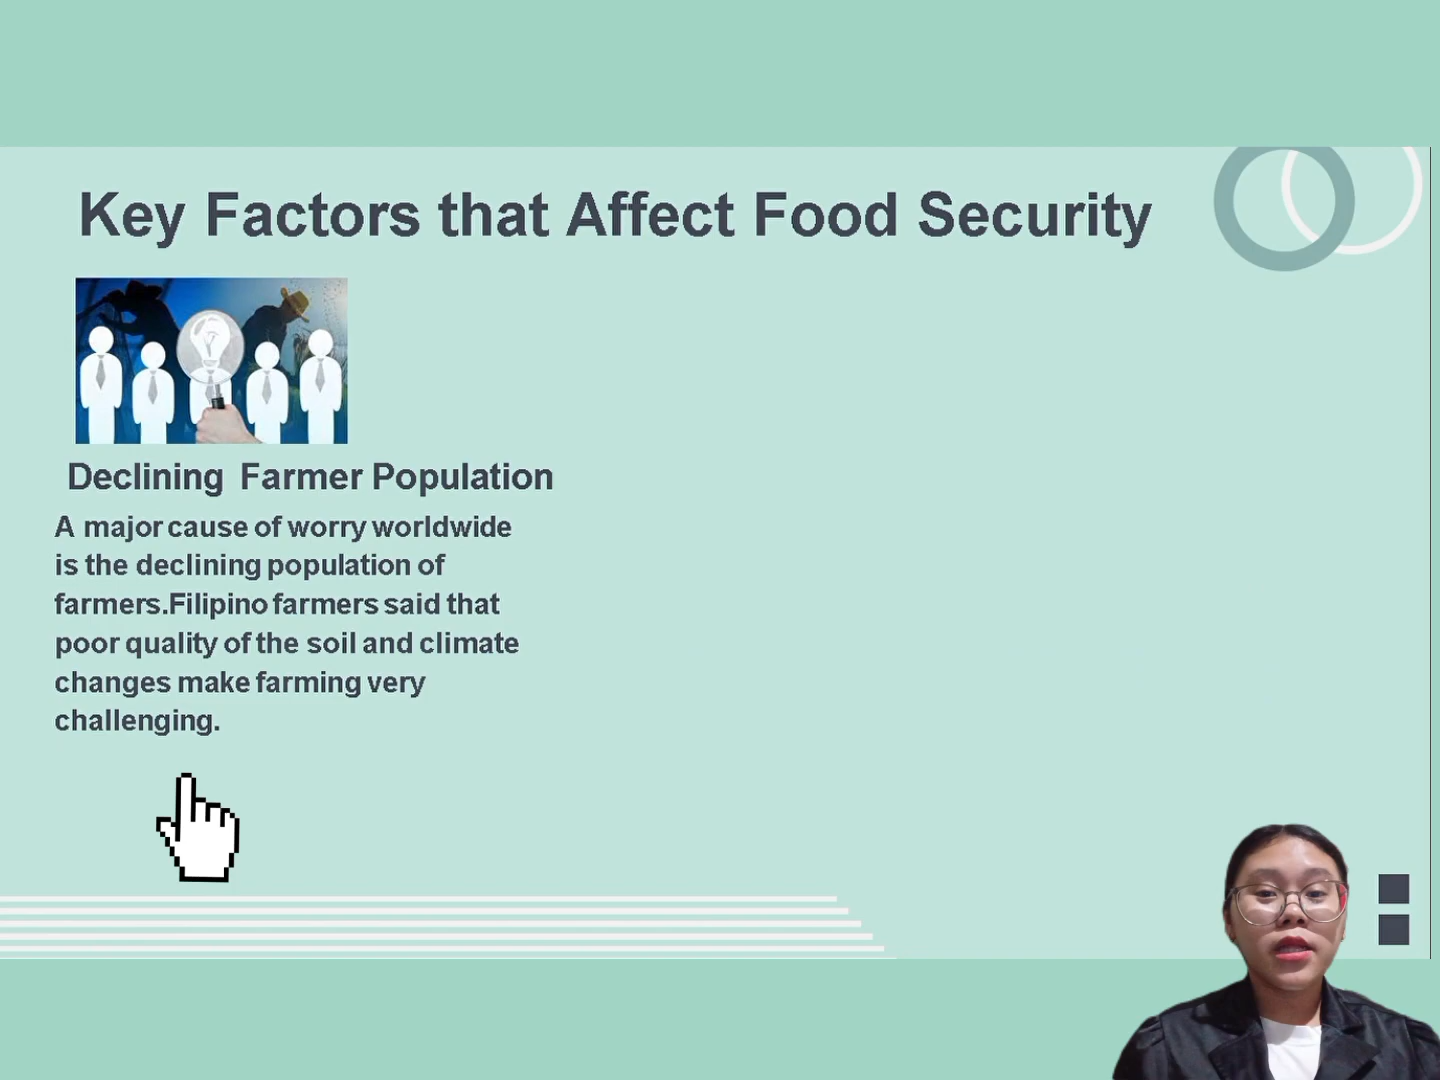 Key Factors that Affect Food Security
Declining Farmer Population
A major cause of worry worldwide
is the declining population of
farmers.Filipino farmers said that
poor quality of the soil and climate
changes make farming very
challenging.